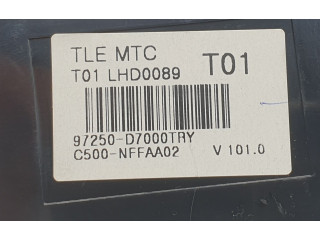 TLE MTC
T01 LHD0089 T01
97250-D7000TRY
C500-NFFAA02 V 101.0